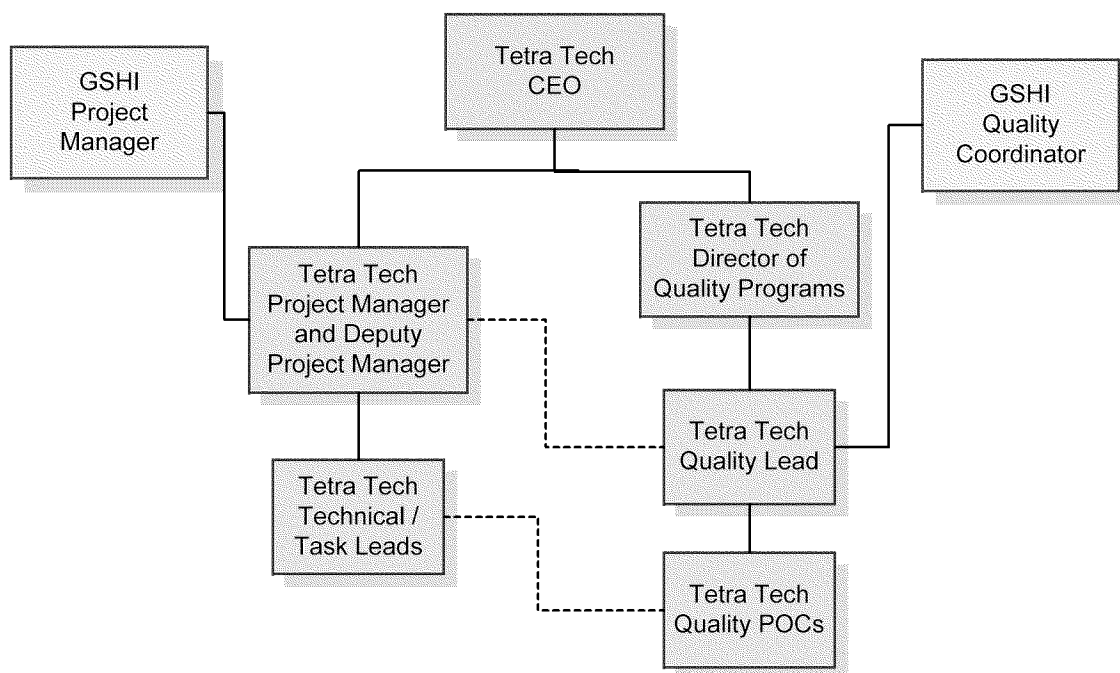 Tetra Tech
CEO
GSHI
Project
Manager
GSHI
Quality
Coordinator
Tetra Tech
Director of
Quality Programs
Tetra Tech
Project Manager
and Deputy
Project Manager
Tetra Tech
Quality Lead
Tetra Tech
Technical /
Task Leads
Tetra Tech
Quality POCs